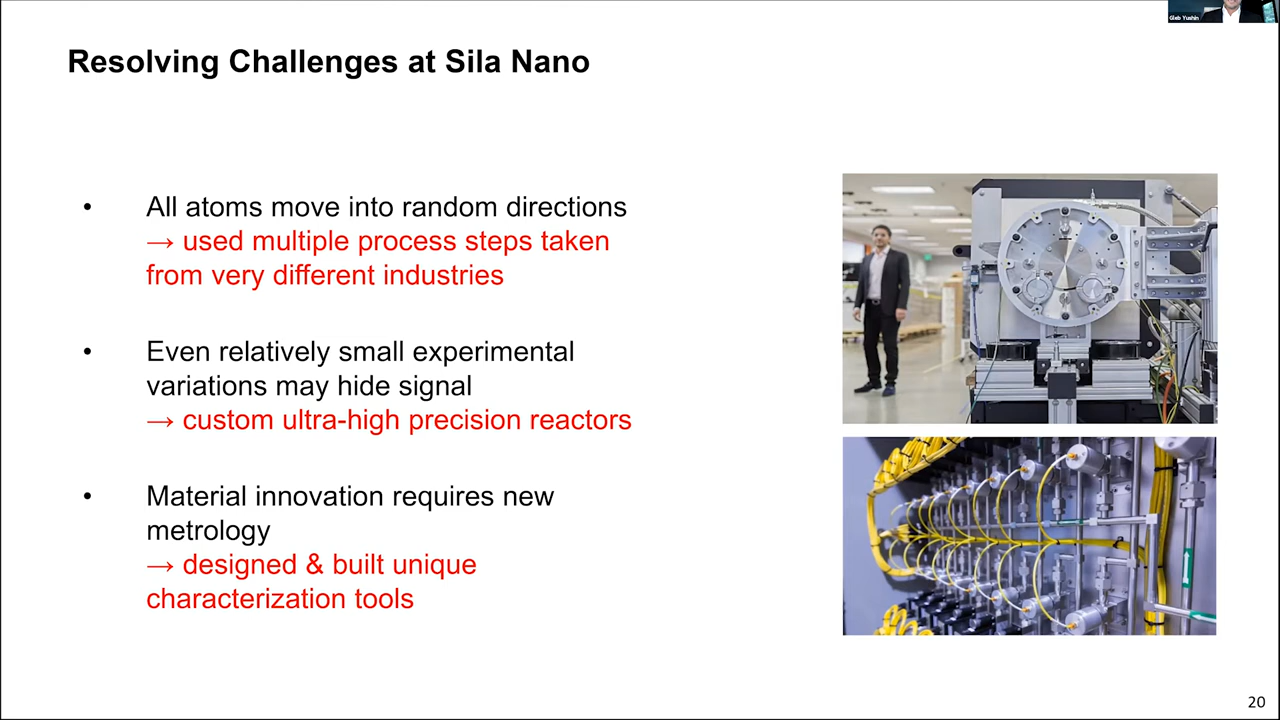 Gleb Yushin
Resolving Challenges at Sila Nano
• All atoms move into random directions
→ used multiple process steps taken
from very different industries
• Even relatively small experimental
variations may hide signal
→ custom ultra-high precision reactors
• Material innovation requires new
metrology
→ designed & built unique
characterization tools
20